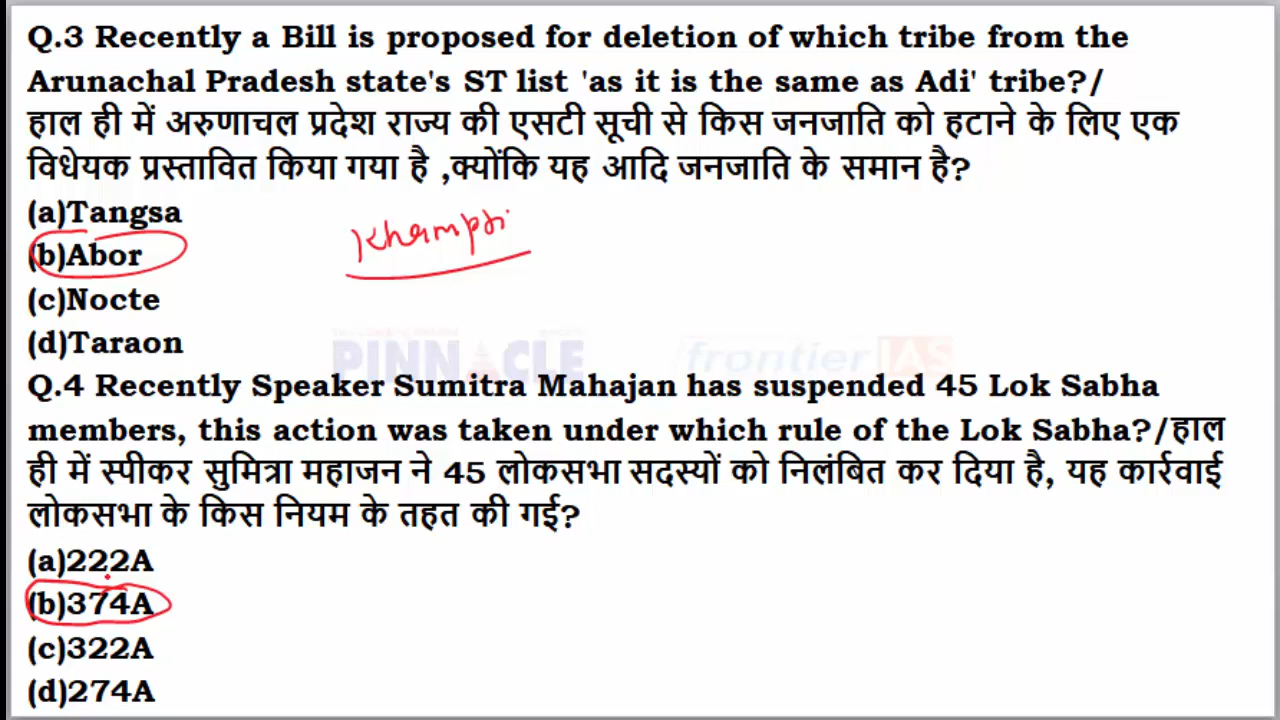 Q.3 Recently a Bill is proposed for deletion of which tribe from the
Arunachal Pradesh state's ST list 'as it is the same as Adi' tribe?/
हाल ही में अरुणाचल प्रदेश राज्य की एसटी सूची से किस जनजाति को हटाने के लिए एक
विधेयक प्रस्तावित किया गया है ,क्योंकि यह आदि जनजाति के समान है?
(a)Tangsa
(b)Abor
(c)Nocte
(d)Taraon
PINNACLE frontier IAS
Q.4 Recently Speaker Sumitra Mahajan has suspended 45 Lok Sabha
members, this action was taken under which rule of the Lok Sabha?/हाल
ही में स्पीकर सुमित्रा महाजन ने 45 लोकसभा सदस्यों को निलंबित कर दिया है, यह कार्रवाई
लोकसभा के किस नियम के तहत की गई?
(a)222A
(b)374A
(c)322A
(d)274A